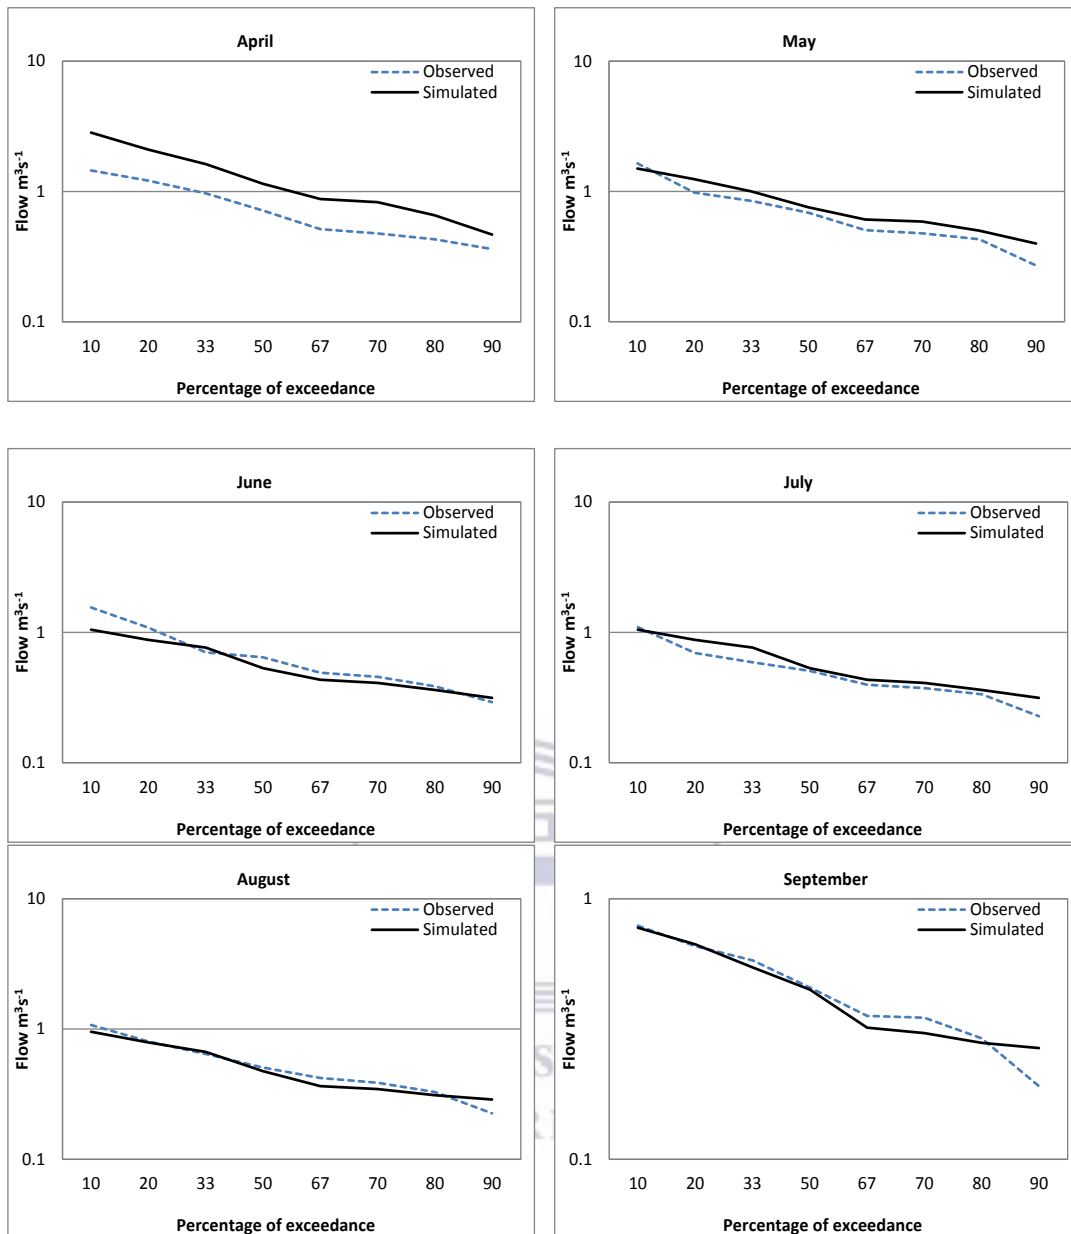 April
10
1
0.1
Flow m³s⁻¹
Observed
Simulated
10 20 33 50 67 70 80 90
Percentage of exceedance
May
10
1
0.1
Flow m³s⁻¹
Observed
Simulated
10 20 33 50 67 70 80 90
Percentage of exceedance
June
10
1
0.1
Flow m³s⁻¹
Observed
Simulated
10 20 33 50 67 70 80 90
Percentage of exceedance
July
10
1
0.1
Flow m³s⁻¹
Observed
Simulated
10 20 33 50 67 70 80 90
Percentage of exceedance
August
10
1
0.1
Flow m³s⁻¹
Observed
Simulated
10 20 33 50 67 70 80 90
Percentage of exceedance
September
1
0.1
Flow m³s⁻¹
Observed
Simulated
10 20 33 50 67 70 80 90
Percentage of exceedance